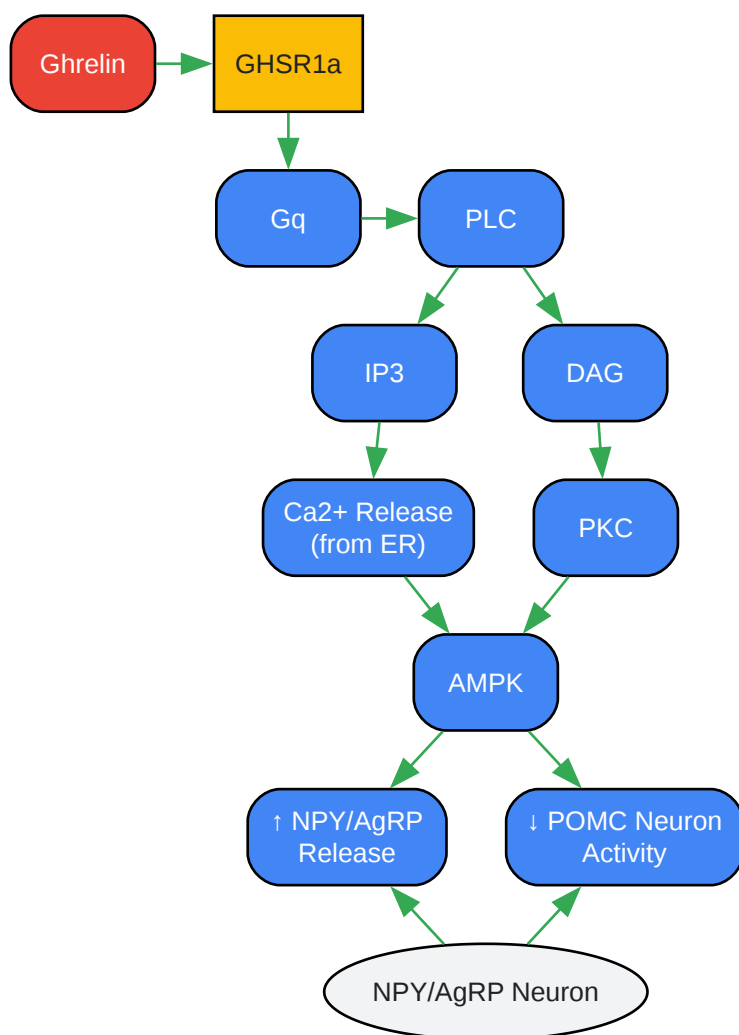 Ghrelin
GHSR1a
Gq
PLC
IP3
DAG
Ca2+ Release
(from ER)
PKC
AMPK
↑ NPY/AgRP
Release
↓ POMC Neuron
Activity
NPY/AgRP Neuron